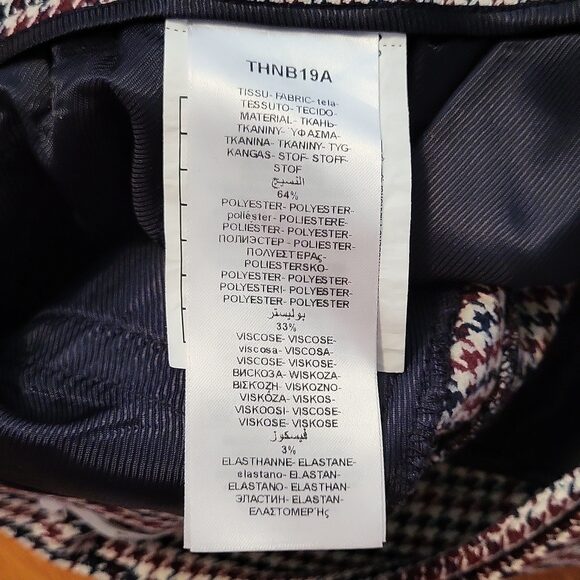 THNB19A
TISSU- FABRIC- tela-
TESSUTO- TECIDO-
MATERIAL- ТКАНЬ-
TKANINY- ΎΦΑΣΜΑ-
TKANINA- TKANINY- TYG-
KANGAS- STOF- STOFF-
STOF
النسيج
64%
POLYESTER- POLYESTER-
poliéster- POLIESTERE-
POLIESTER- POLIESTER-
ПОЛИЭСТЕР- POLIESTER-
ΠΟΛΥΕΣΤΕΡΑς-
POLIESTERSKO-
POLYESTER- POLYESTER-
POLYESTERI- POLYESTER-
POLYESTER- POLYESTER
بوليستر
33%
VISCOSE- VISCOSE-
viscosa- VISCOSA-
VISCOSE- VISKOSE-
ВИСКОЗА- WISKOZA-
ΒΙΣΚΟΖΗ- VISKOZNO-
VISKÓZA- VISKOS-
VISKOOSI- VISCOSE-
VISKOSE- VISKOSE
فيسكوز
3%
ELASTHANNE- ELASTANE-
elastano- ELASTAN-
ELASTANO- ELASTHAN-
ЭЛАСТИН- ELASTAN-
ΕΛΑΣΤΟΜΕΡΉς